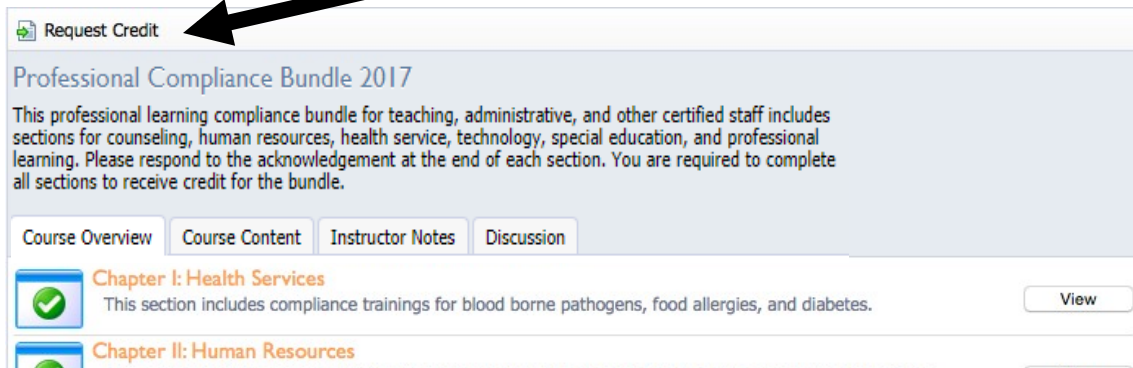 Request Credit
Professional Compliance Bundle 2017
This professional learning compliance bundle for teaching, administrative, and other certified staff includes
sections for counseling, human resources, health service, technology, special education, and professional
learning. Please respond to the acknowledgement at the end of each section. You are required to complete
all sections to receive credit for the bundle.
Course Overview Course Content Instructor Notes Discussion
Chapter I: Health Services
This section includes compliance trainings for blood borne pathogens, food allergies, and diabetes.
View
Chapter II: Human Resources